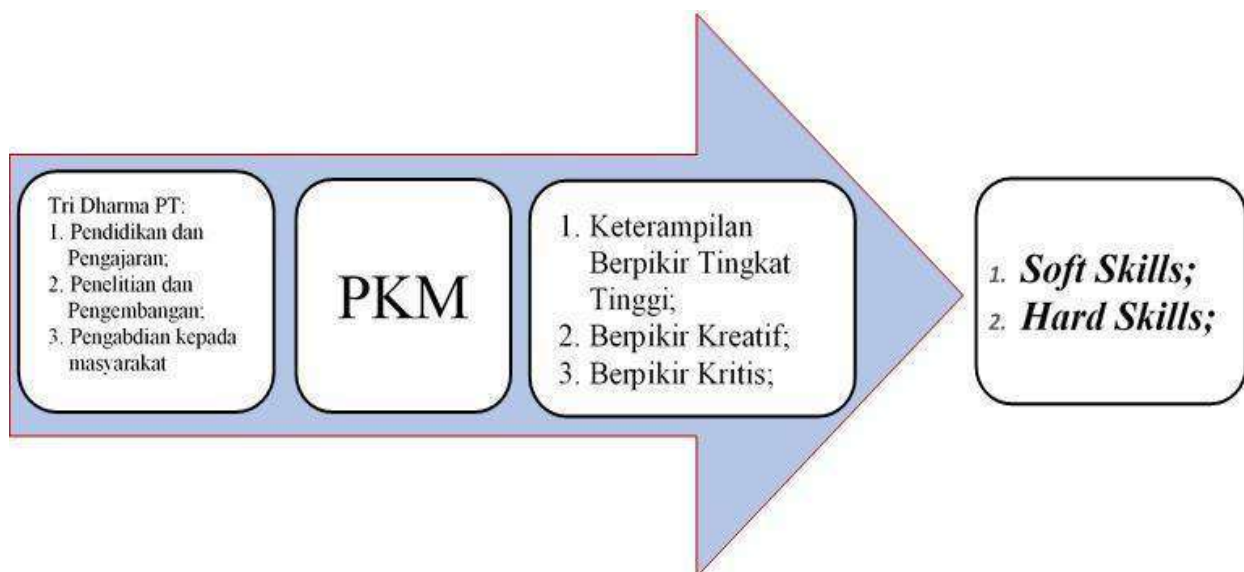 Tri Dharma PT:
1. Pendidikan dan
Pengajaran;
2. Penelitian dan
Pengembangan;
3. Pengabdian kepada
masyarakat
PKM
1. Keterampilan
Berpikir Tingkat
Tinggi;
2. Berpikir Kreatif;
3. Berpikir Kritis;
1. Soft Skills;
2. Hard Skills;